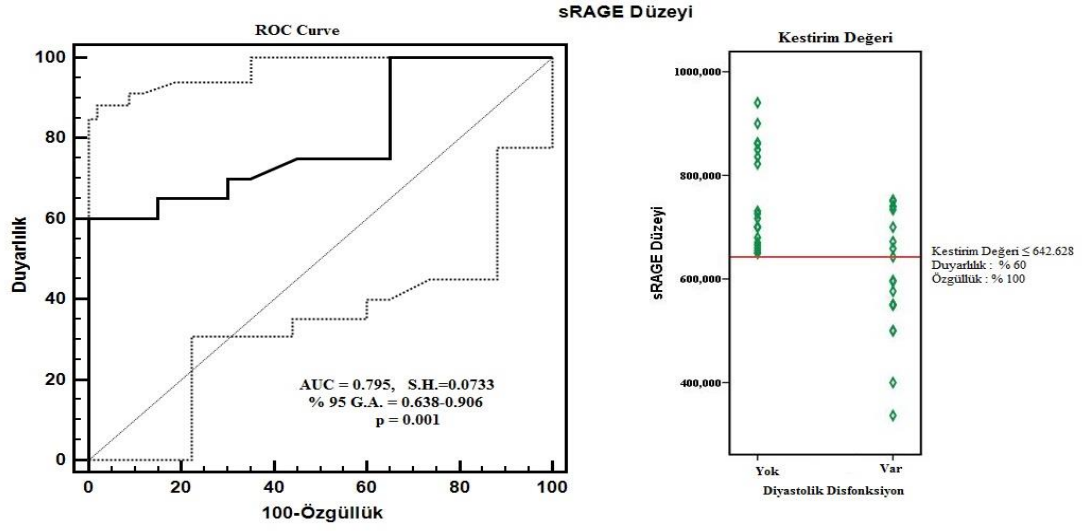 sRAGE Düzeyi
ROC Curve
100
80
60
40
20
0
Duyarlılık
AUC = 0.795, S.H.=0.0733
% 95 G.A. = 0.638-0.906
p = 0.001
0 20 40 60 80 100
100-Özgüllük
Kestirim Değeri
1000,000
800,000
600,000
400,000
sRAGE Düzeyi
Kestirim Değeri ≤ 642.628
Duyarlılık : % 60
Özgüllük : % 100
Yok Var
Diyastolik Disfonksiyon